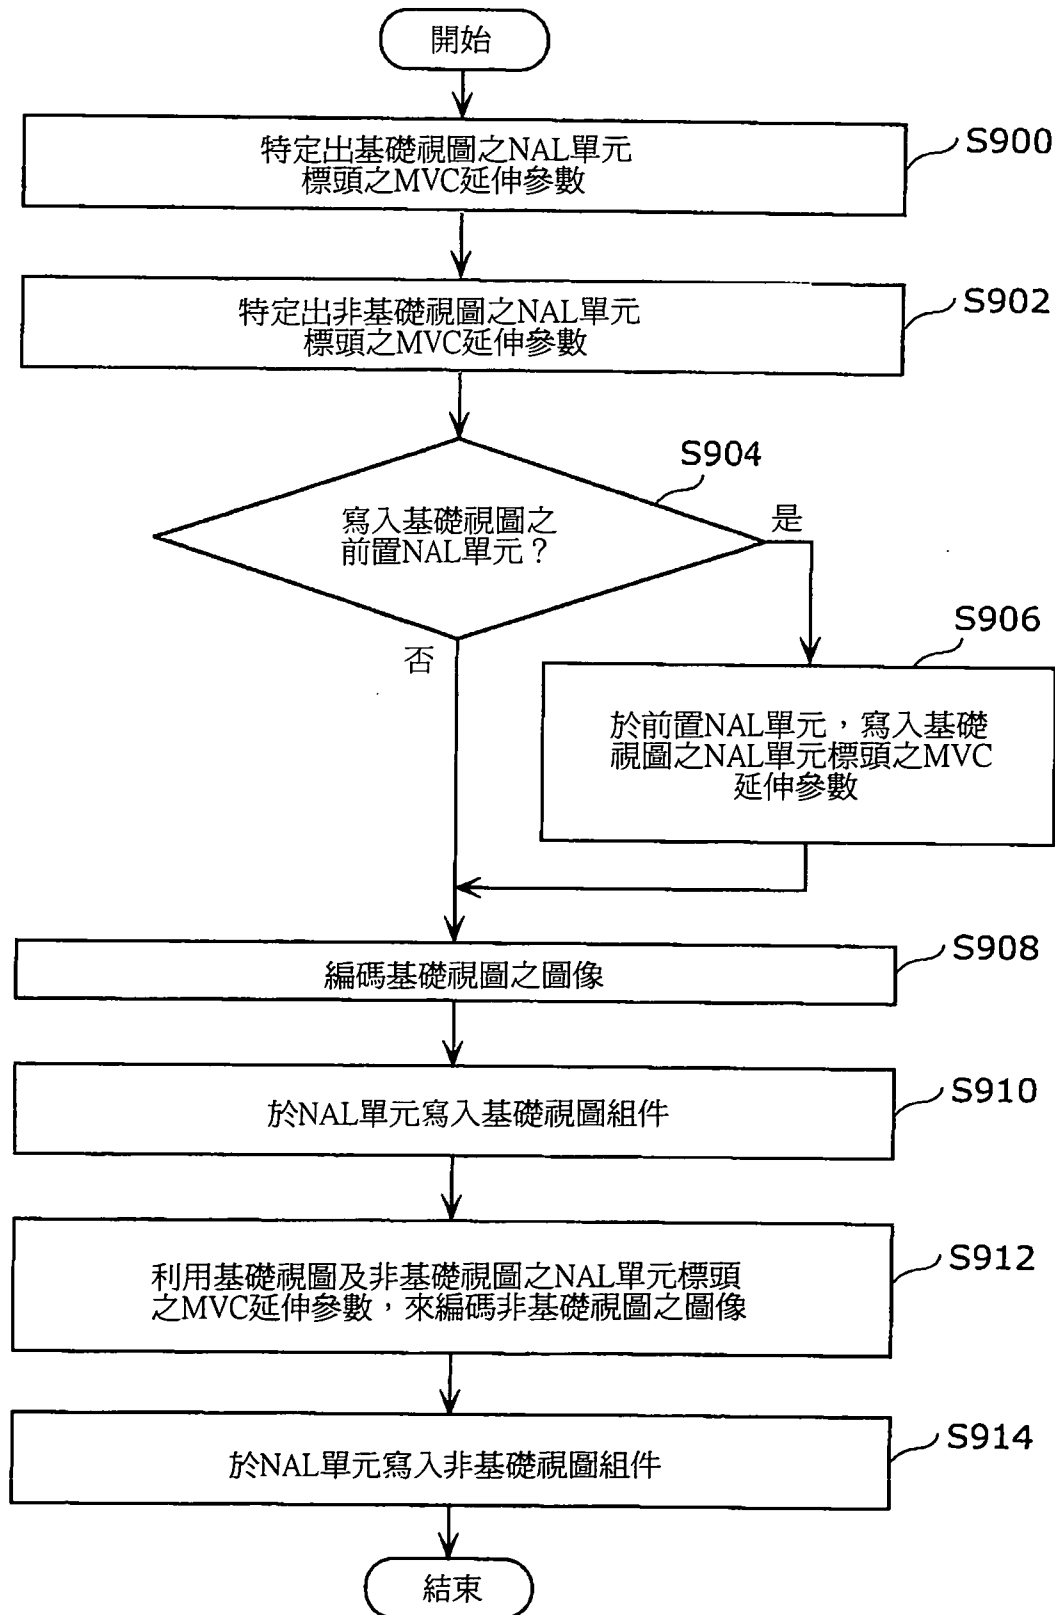 開始
特定出基礎視圖之NAL單元
標頭之MVC延伸參數
S900
特定出非基礎視圖之NAL單元
標頭之MVC延伸參數
S902
S904
寫入基礎視圖之
前置NAL單元？
是
否
S906
於前置NAL單元，寫入基礎
視圖之NAL單元標頭之MVC
延伸參數
編碼基礎視圖之圖像
S908
於NAL單元寫入基礎視圖組件
S910
利用基礎視圖及非基礎視圖之NAL單元標頭
之MVC延伸參數，來編碼非基礎視圖之圖像
S912
於NAL單元寫入非基礎視圖組件
S914
結束